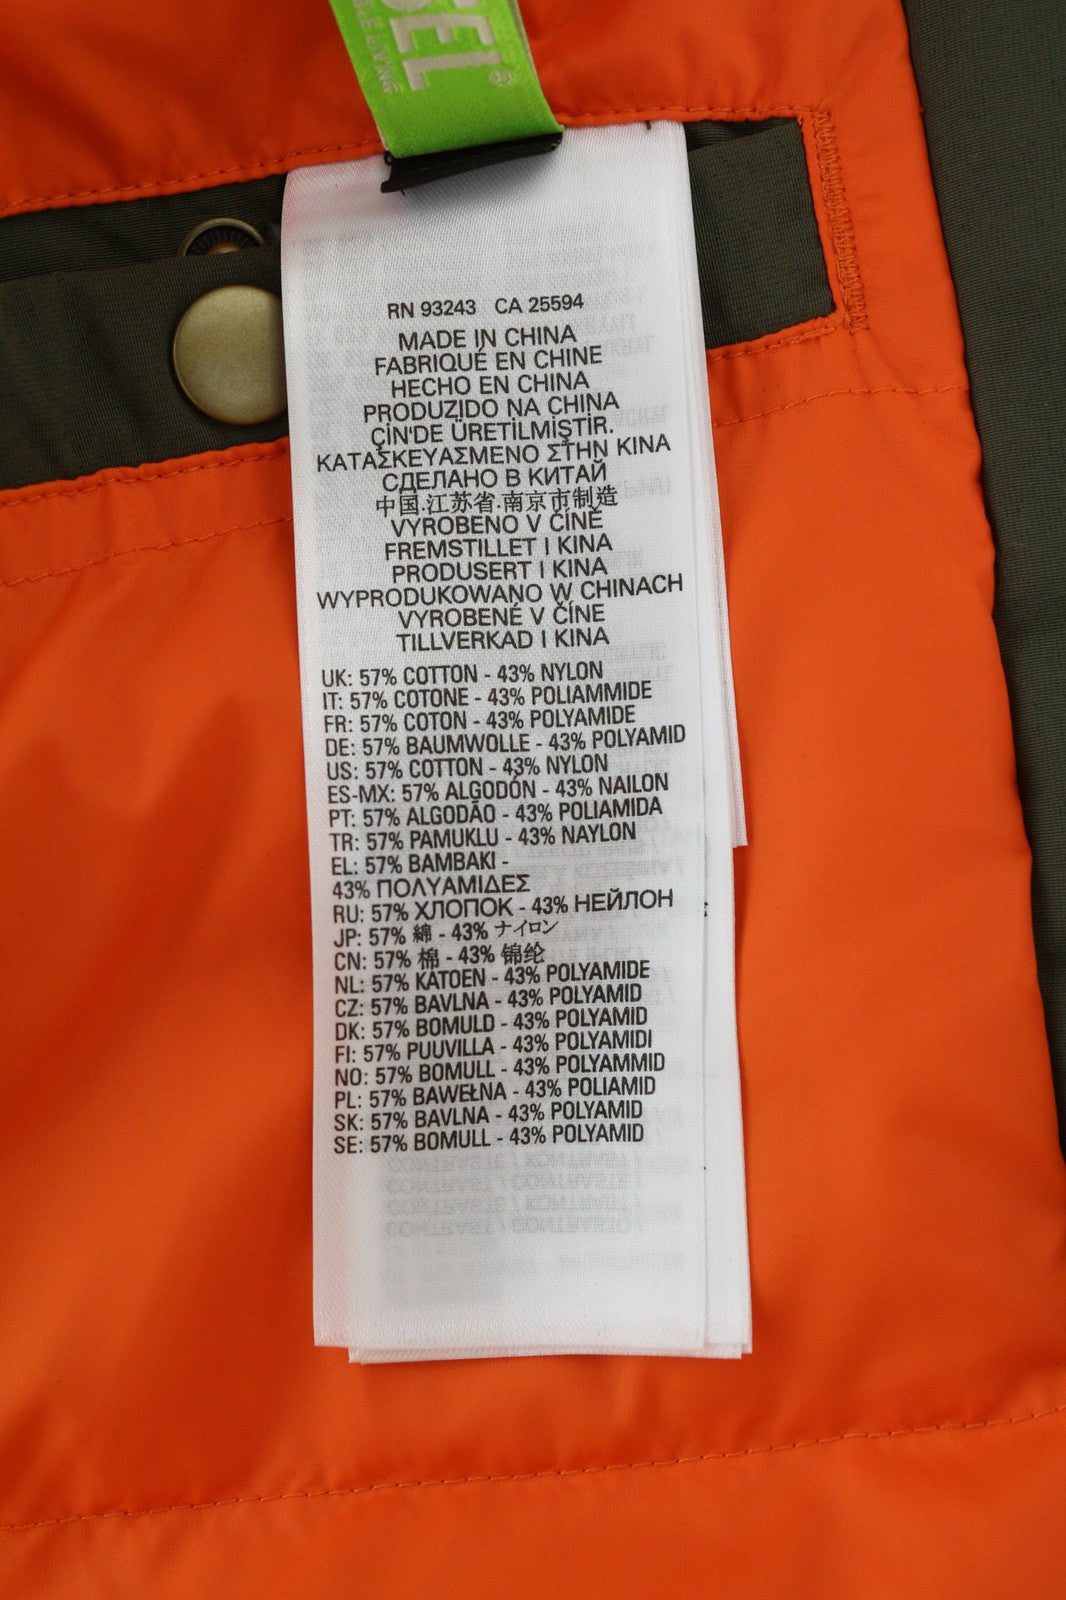 SEL®
BLE LIVING
RN 93243 CA 25594
MADE IN CHINA
FABRIQUÉ EN CHINE
HECHO EN CHINA
PRODUZIDO NA CHINA
ÇİN'DE ÜRETİLMİŞTİR.
ΚΑΤΑΣΚΕΥΑΣΜΕΝΟ ΣΤΗΝ ΚΙΝΑ
СДЕЛАНО В КИТАЙ
中国.江苏省.南京市制造
VYROBENO V ČÍNĚ
FREMSTILLET I KINA
PRODUSERT I KINA
WYPRODUKOWANO W CHINACH
VYROBENÉ V ČÍNE
TILLVERKAD I KINA
UK: 57% COTTON - 43% NYLON
IT: 57% COTONE - 43% POLIAMMIDE
FR: 57% COTON - 43% POLYAMIDE
DE: 57% BAUMWOLLE - 43% POLYAMID
US: 57% COTTON - 43% NYLON
ES-MX: 57% ALGODÓN - 43% NAILON
PT: 57% ALGODÃO - 43% POLIAMIDA
TR: 57% PAMUKLU - 43% NAYLON
EL: 57% ΒΑΜΒΑΚΙ -
43% ΠΟΛΥΑΜΙΔΕΣ
RU: 57% ХЛОПОК - 43% НЕЙЛОН
JP: 57% 綿 - 43% ナイロン
CN: 57% 棉 - 43% 锦纶
NL: 57% KATOEN - 43% POLYAMIDE
CZ: 57% BAVLNA - 43% POLYAMID
DK: 57% BOMULD - 43% POLYAMID
FI: 57% PUUVILLA - 43% POLYAMIDI
NO: 57% BOMULL - 43% POLYAMMID
PL: 57% BAWEŁNA - 43% POLIAMID
SK: 57% BAVLNA - 43% POLYAMID
SE: 57% BOMULL - 43% POLYAMID